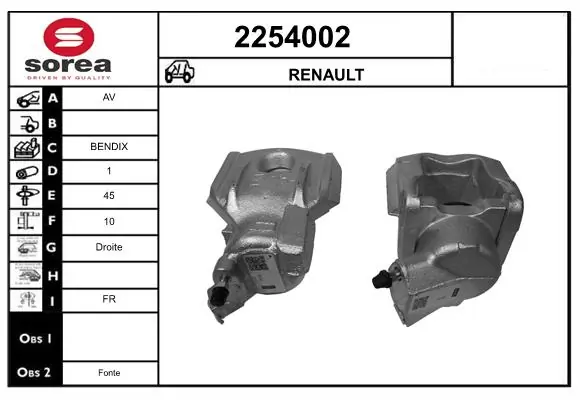 sorea
DRIVEN BY QUALITY
2254002
RENAULT
A AV
B
C BENDIX
D 1
E 45
F 10
G Droite
H
I FR
OBS 1
OBS 2 Fonte